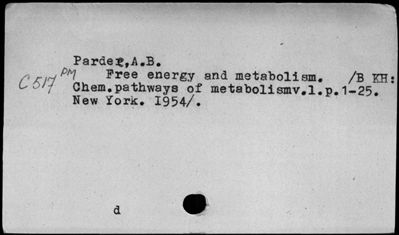 Pardee,A.B.
Free energy and metabolism. /B KH:
C517 PM
Chem.pathways of metabolismv.1.p.1-25.
New York. 1954/.
d